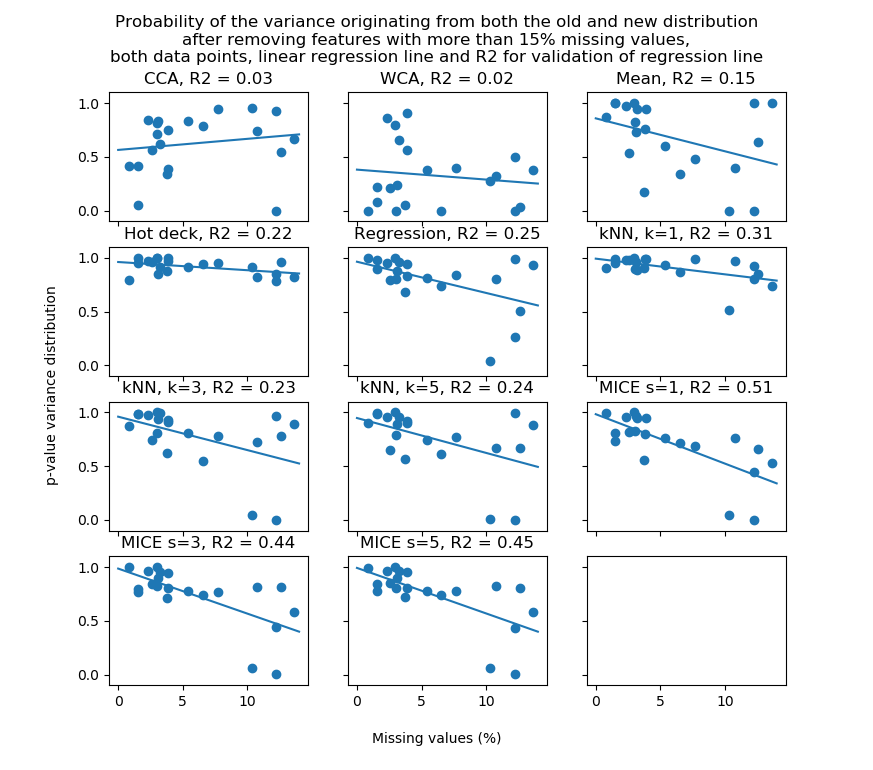 Probability of the variance originating from both the old and new distribution
after removing features with more than 15% missing values,
both data points, linear regression line and R2 for validation of regression line
CCA, R2 = 0.03
WCA, R2 = 0.02
Mean, R2 = 0.15
1.0
0.5
0.0
Hot deck, R2 = 0.22
Regression, R2 = 0.25
kNN, k=1, R2 = 0.31
1.0
0.5
0.0
p-value variance distribution
kNN, k=3, R2 = 0.23
kNN, k=5, R2 = 0.24
MICE s=1, R2 = 0.51
1.0
0.5
0.0
MICE s=3, R2 = 0.44
MICE s=5, R2 = 0.45
1.0
0.5
0.0
0 5 10
0 5 10
0 5 10
Missing values (%)